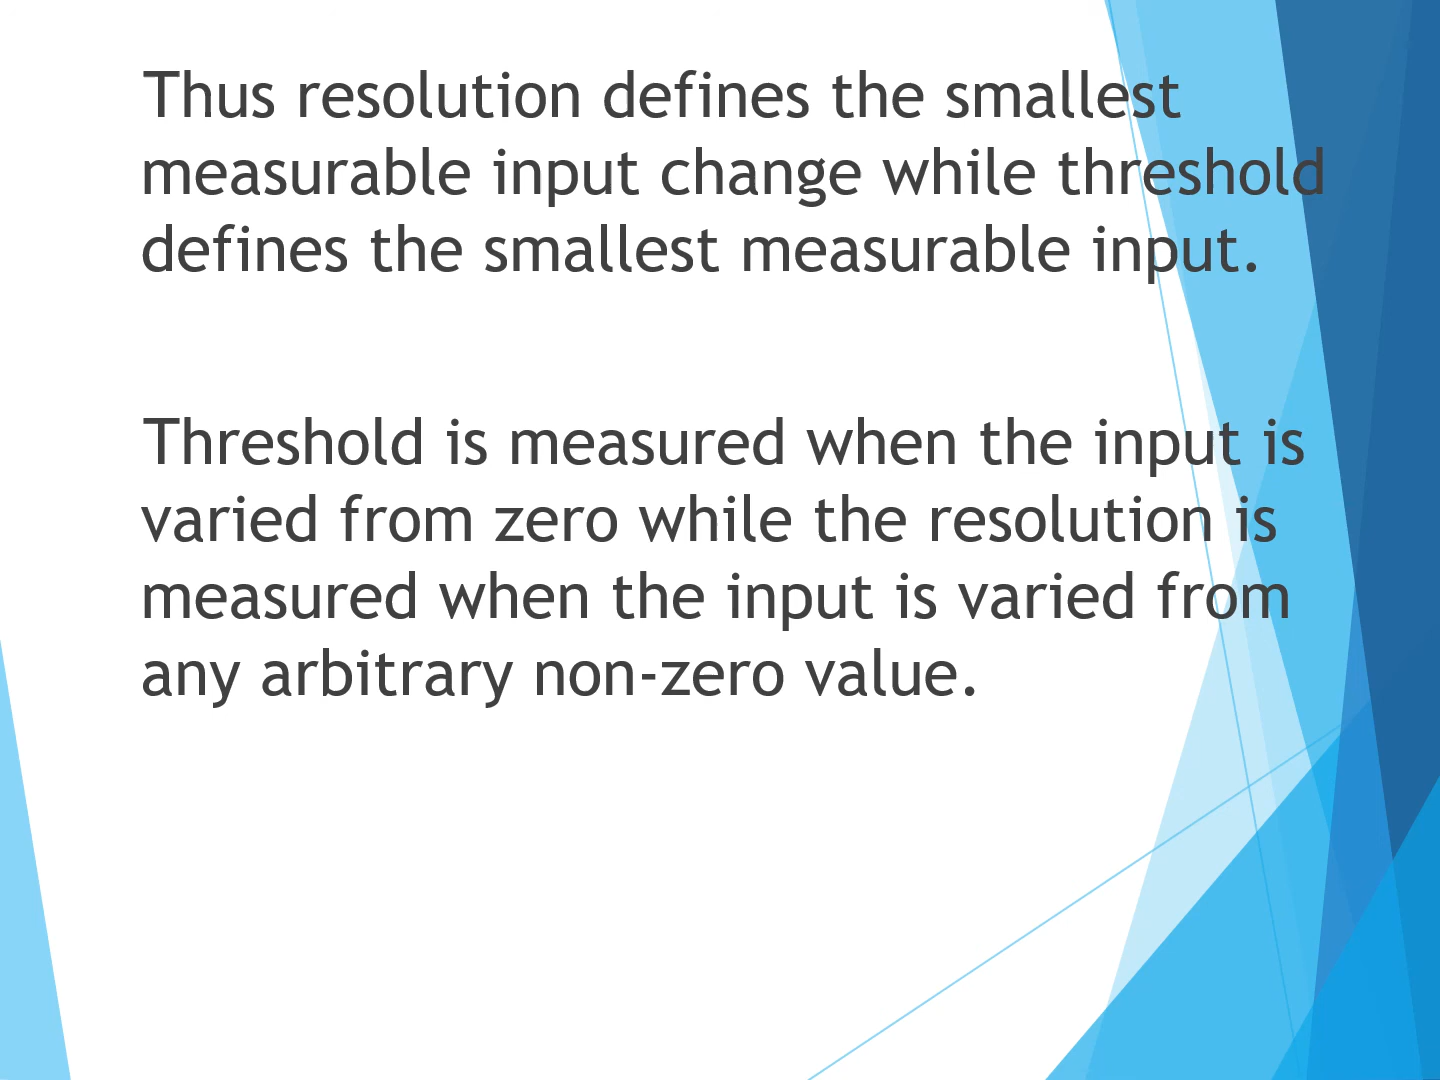 Thus resolution defines the smallest
measurable input change while threshold
defines the smallest measurable input.
Threshold is measured when the input is
varied from zero while the resolution is
measured when the input is varied from
any arbitrary non-zero value.